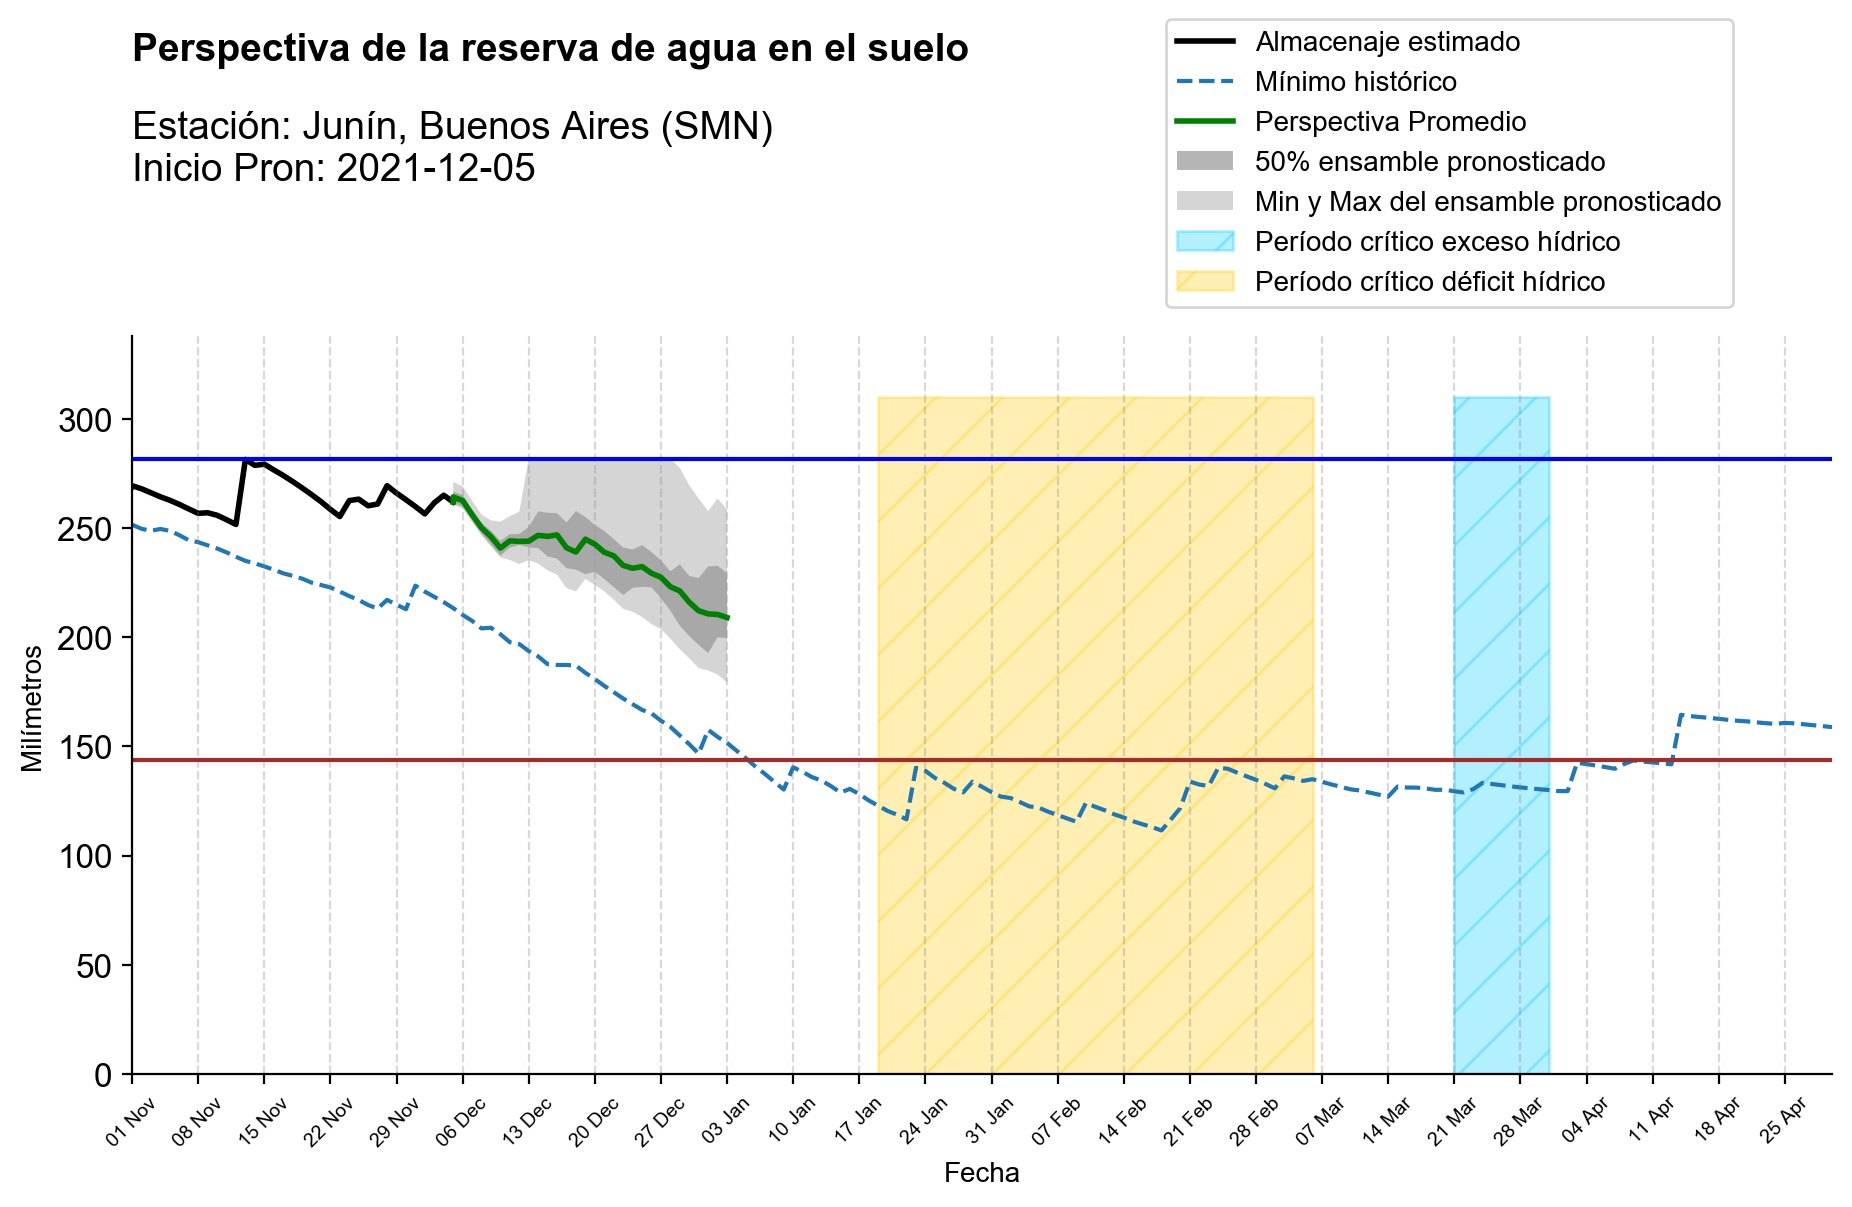 Perspectiva de la reserva de agua en el suelo
Estación: Junín, Buenos Aires (SMN)
Inicio Pron: 2021-12-05
Almacenaje estimado
Mínimo histórico
Perspectiva Promedio
50% ensamble pronosticado
Min y Max del ensamble pronosticado
Período crítico exceso hídrico
Período crítico déficit hídrico
Milímetros
300
250
200
150
100
50
0
01 Nov
08 Nov
15 Nov
22 Nov
29 Nov
06 Dec
13 Dec
20 Dec
27 Dec
03 Jan
10 Jan
17 Jan
24 Jan
31 Jan
07 Feb
14 Feb
21 Feb
28 Feb
07 Mar
14 Mar
21 Mar
28 Mar
04 Apr
11 Apr
18 Apr
25 Apr
Fecha